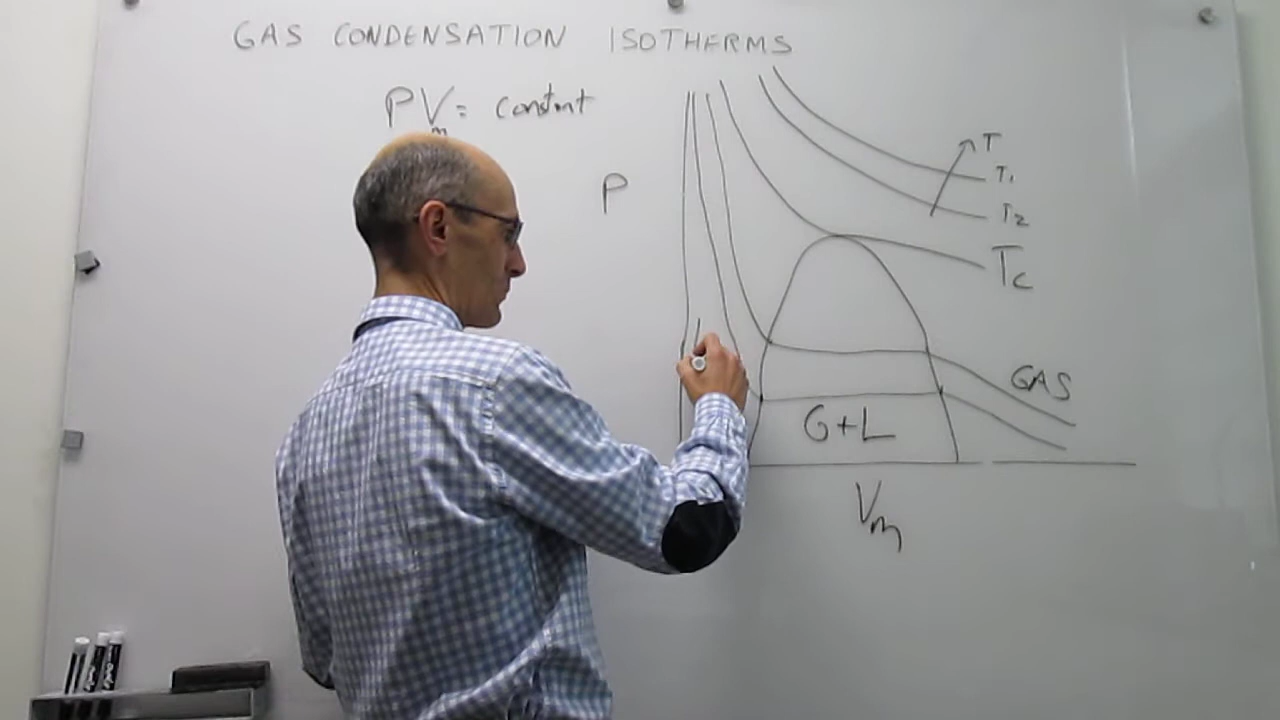 GAS CONDENSATION ISOTHERMS
PVm = constant
P
T
T1
T2
Tc
GAS
G+L
Vm